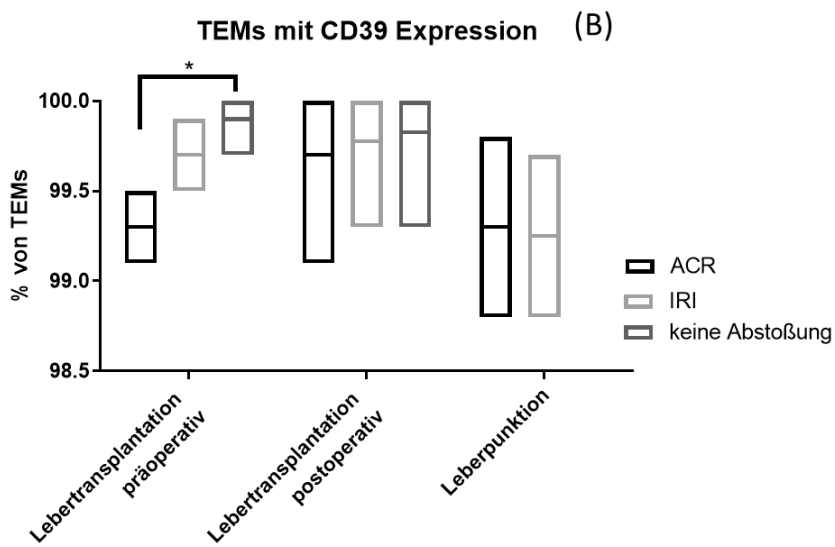 TEMs mit CD39 Expression (B)
*
% von TEMs
100.0
99.5
99.0
98.5
Lebertransplantation
präoperativ
Lebertransplantation
postoperativ
Leberpunktion
ACR
IRI
keine Abstoßung